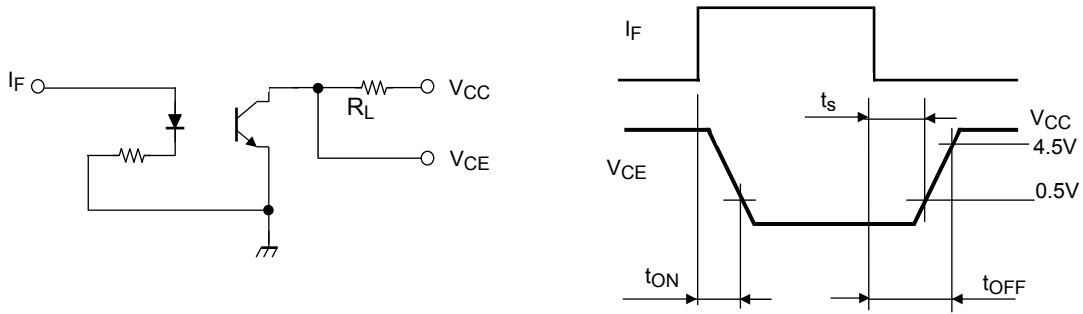 IF
VCC
RL
VCE
IF
ts
VCC
4.5V
VCE
0.5V
tON
tOFF